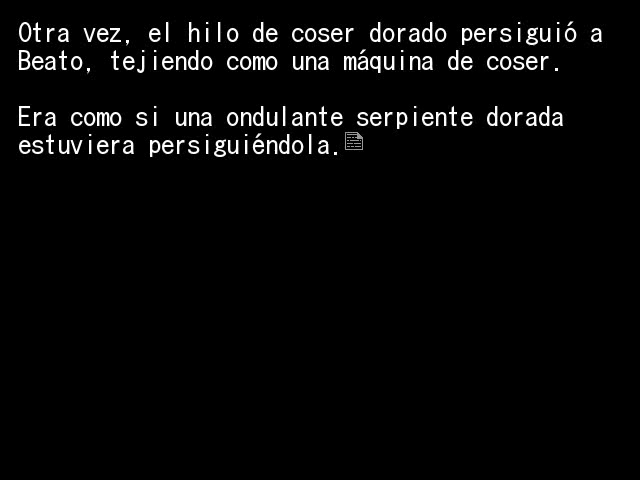 Otra vez, el hilo de coser dorado persiguió a
Beato, tejiendo como una máquina de coser.
Era como si una ondulante serpiente dorada
estuviera persiguiéndola.